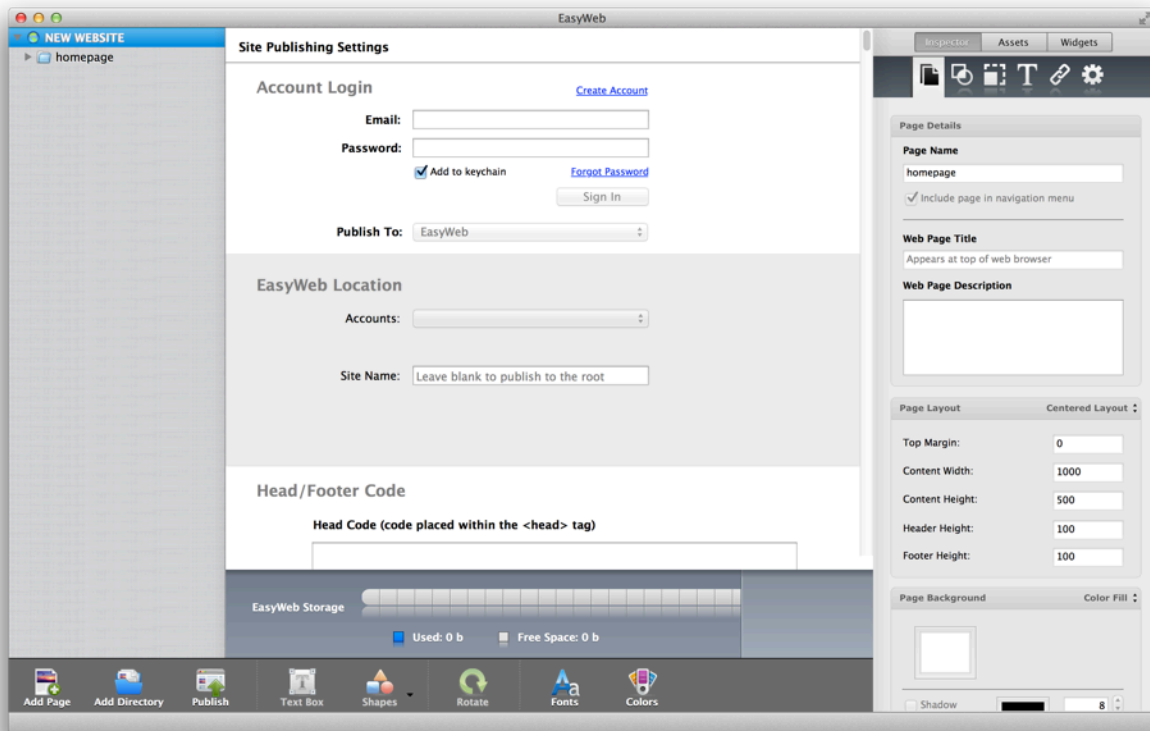 EasyWeb
NEW WEBSITE
homepage
Site Publishing Settings
Account Login
Create Account
Email:
Password:
Add to keychain
Forgot Password
Sign In
Publish To:
EasyWeb
EasyWeb Location
Accounts:
Site Name:
Leave blank to publish to the root
Head/Footer Code
Head Code (code placed within the <head> tag)
EasyWeb Storage
Used: 0 b
Free Space: 0 b
Add Page
Add Directory
Publish
Text Box
Shapes
Rotate
Fonts
Colors
Inspector
Assets
Widgets
Page Details
Page Name
homepage
Include page in navigation menu
Web Page Title
Appears at top of web browser
Web Page Description
Page Layout
Centered Layout
Top Margin:
0
Content Width:
1000
Content Height:
500
Header Height:
100
Footer Height:
100
Page Background
Color Fill
Shadow
8